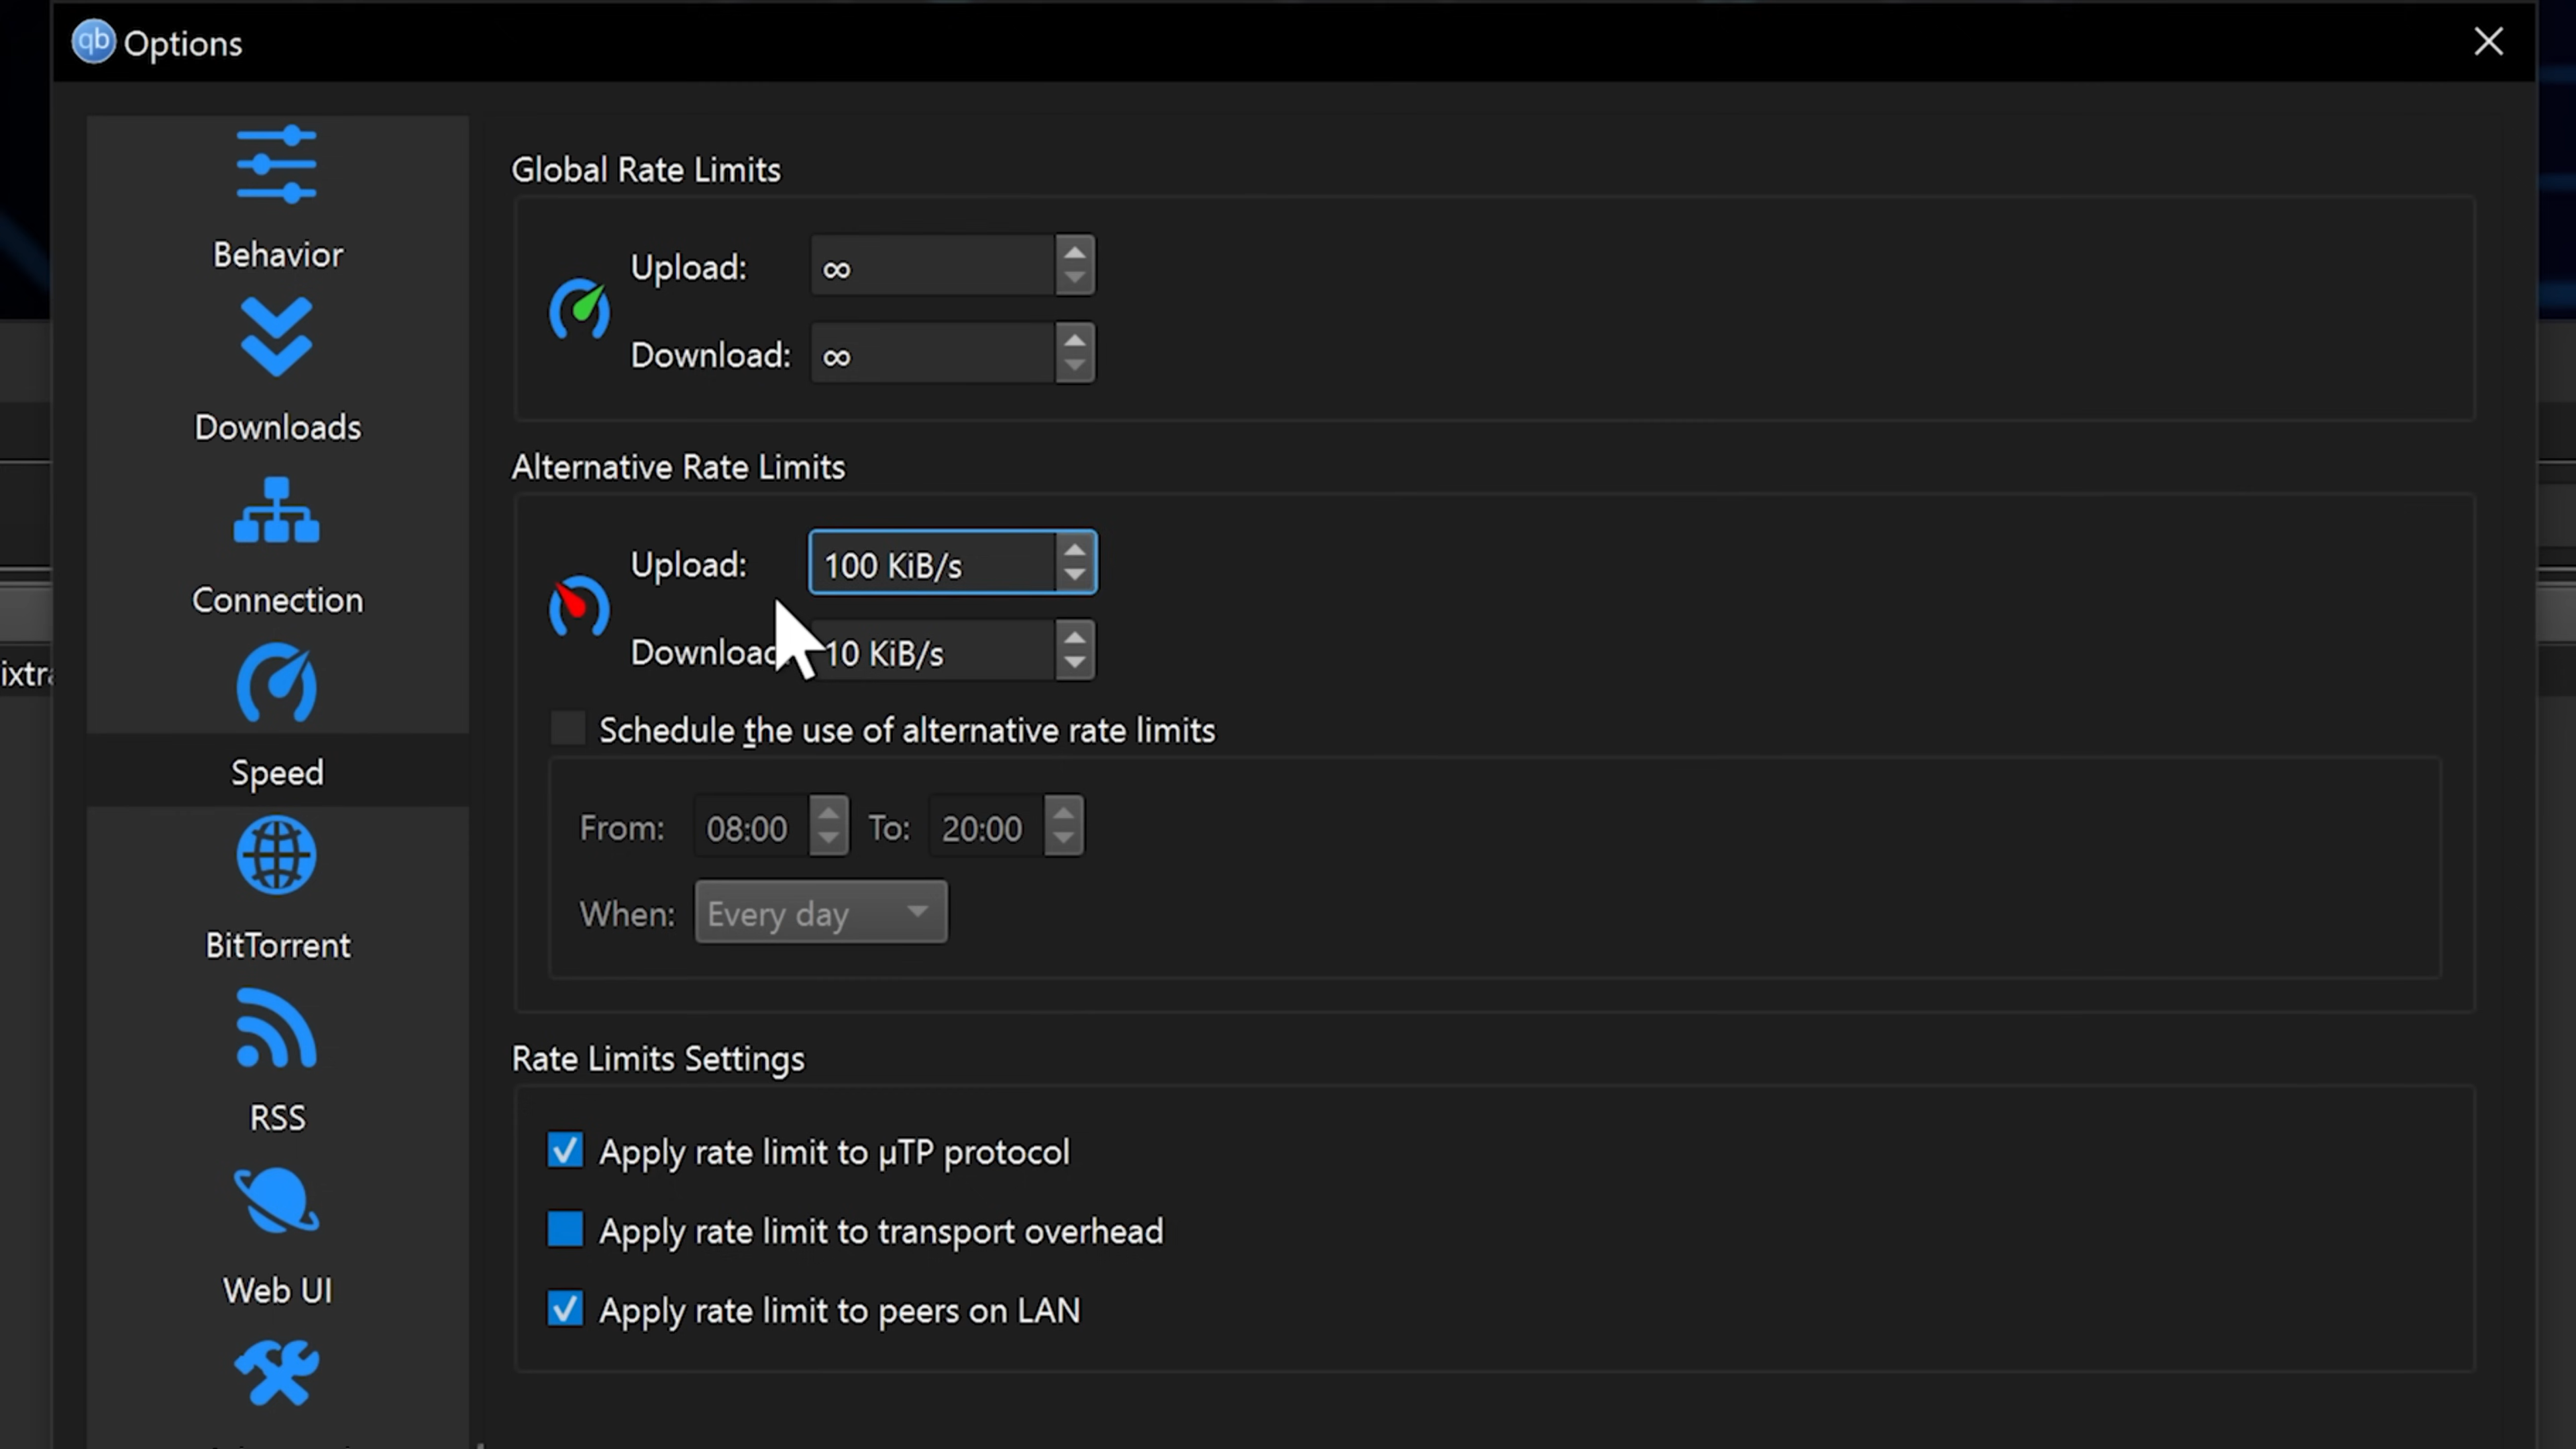 qb Options
Behavior
Downloads
Connection
Speed
BitTorrent
RSS
Web UI
Global Rate Limits
Upload: ∞
Download: ∞
Alternative Rate Limits
Upload: 100 KiB/s
Download 10 KiB/s
Schedule the use of alternative rate limits
From: 08:00 To: 20:00
When: Every day
Rate Limits Settings
Apply rate limit to µTP protocol
Apply rate limit to transport overhead
Apply rate limit to peers on LAN